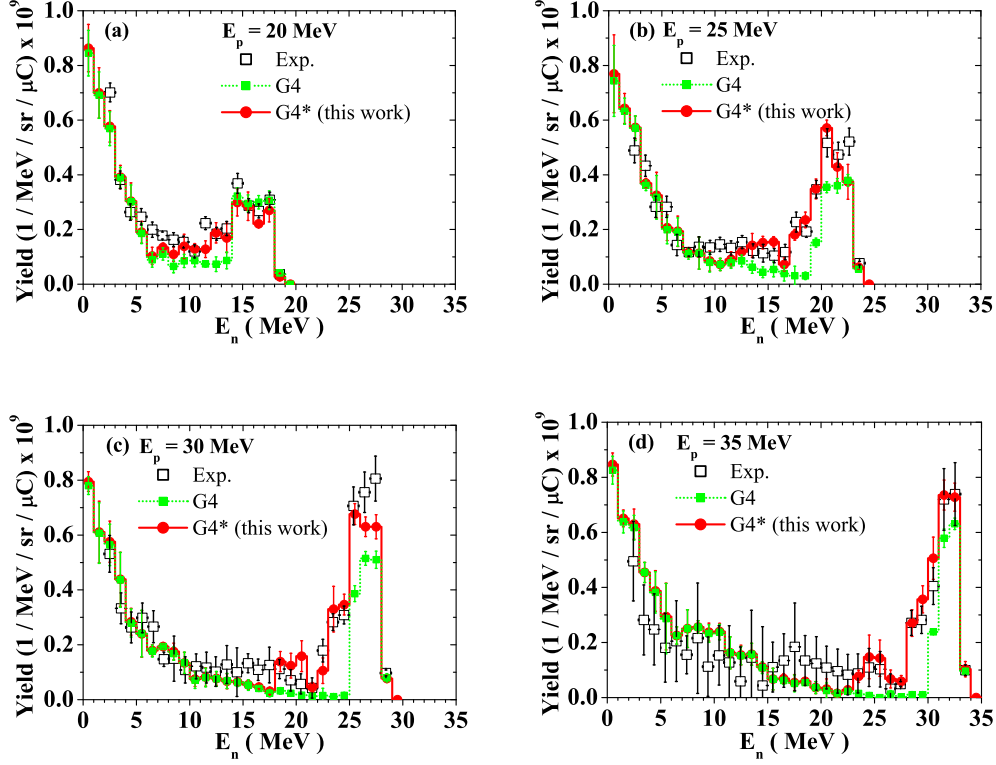 (a)
E_p = 20 MeV
Exp.
G4
G4* (this work)
Yield (1 / MeV / sr / μC) x 10^9
1.0
0.8
0.6
0.4
0.2
0.0
0 5 10 15 20 25 30 35
E_n ( MeV )
(b)
E_p = 25 MeV
Exp.
G4
G4* (this work)
Yield (1 / MeV / sr / μC) x 10^9
1.0
0.8
0.6
0.4
0.2
0.0
0 5 10 15 20 25 30 35
E_n ( MeV )
(c)
E_p = 30 MeV
Exp.
G4
G4* (this work)
Yield (1 / MeV / sr / μC) x 10^9
1.0
0.8
0.6
0.4
0.2
0.0
0 5 10 15 20 25 30 35
E_n ( MeV )
(d)
E_p = 35 MeV
Exp.
G4
G4* (this work)
Yield (1 / MeV / sr / μC) x 10^9
1.0
0.8
0.6
0.4
0.2
0.0
0 5 10 15 20 25 30 35
E_n ( MeV )